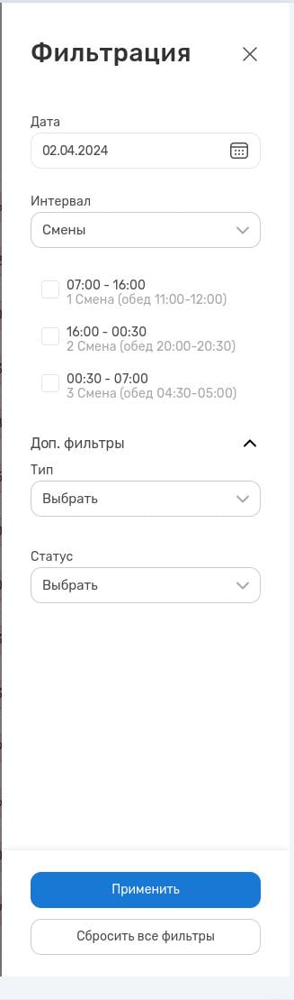 Фильтрация
Дата
02.04.2024
Интервал
Смены
07:00 - 16:00
1 Смена (обед 11:00-12:00)
16:00 - 00:30
2 Смена (обед 20:00-20:30)
00:30 - 07:00
3 Смена (обед 04:30-05:00)
Доп. фильтры
Тип
Выбрать
Статус
Выбрать
Применить
Сбросить все фильтры